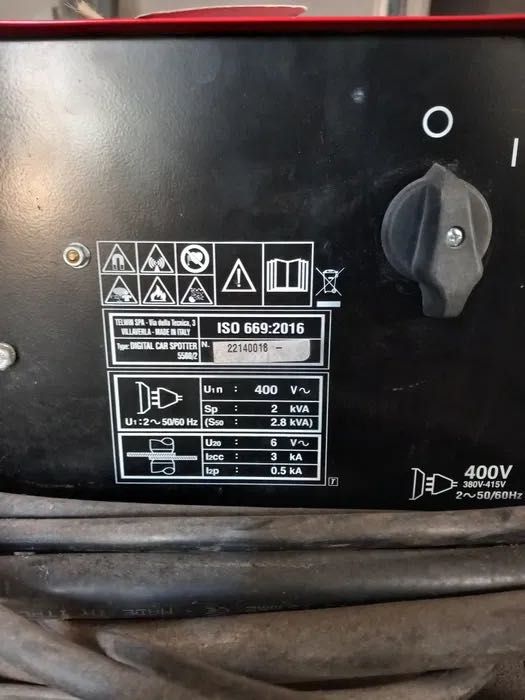 O
I
TELWIN SPA - Via della Tecnica, 3
VILLAVERLA - MADE IN ITALY
ISO 669:2016
Type: DIGITAL CAR SPOTTER
5500/2
N. 22140018 -
U1n : 400 V~
Sp : 2 kVA
(S50 : 2.8 kVA)
U1:2~50/60 Hz
U20 : 6 V~
I2cc : 3 kA
I2p : 0.5 kA
T
400V
380V-415V
2~50/60Hz
MADE IN